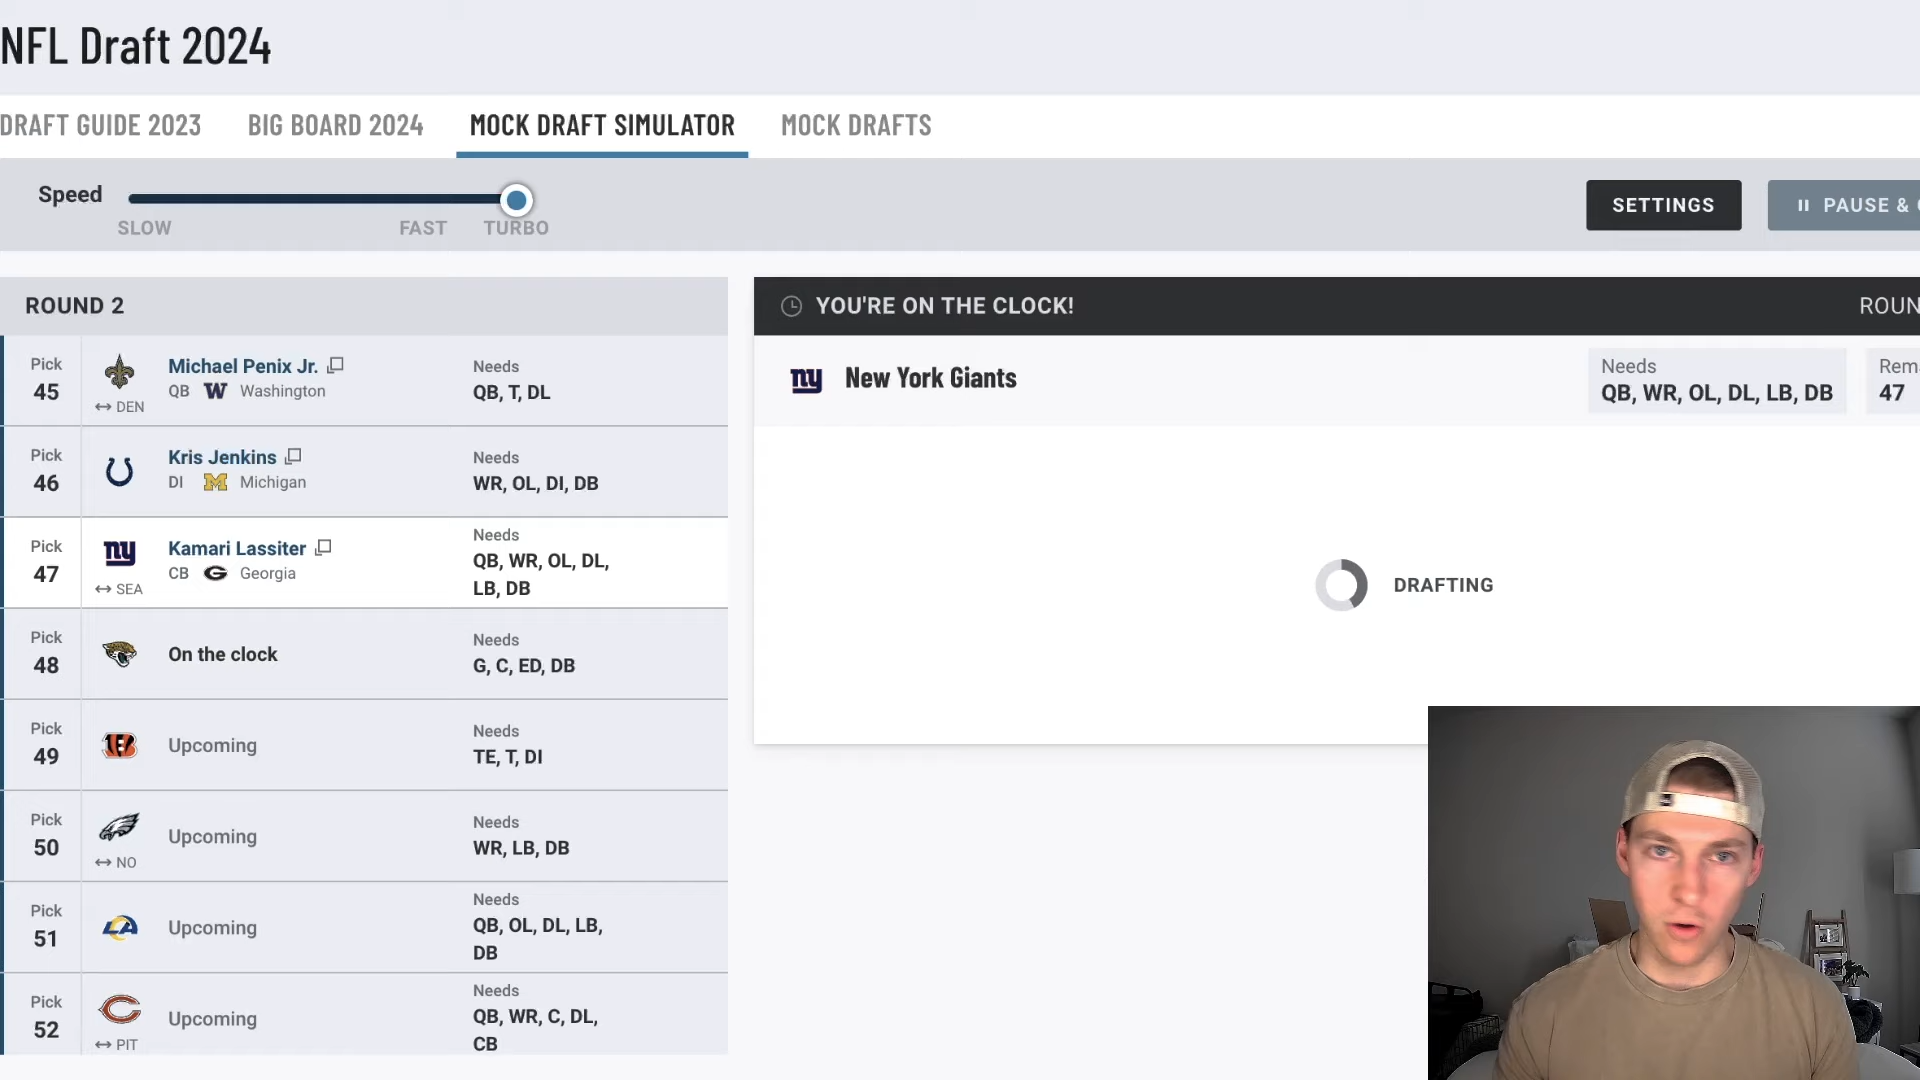 NFL Draft 2024
DRAFT GUIDE 2023 BIG BOARD 2024 MOCK DRAFT SIMULATOR MOCK DRAFTS
Speed
SLOW FAST TURBO
SETTINGS
PAUSE &
ROUND 2
Pick 45
DEN
Michael Penix Jr.
QB W Washington
Needs
QB, T, DL
Pick 46
Kris Jenkins
DI M Michigan
Needs
WR, OL, DI, DB
Pick 47
ny
SEA
Kamari Lassiter
CB G Georgia
Needs
QB, WR, OL, DL,
LB, DB
Pick 48
On the clock
Needs
G, C, ED, DB
Pick 49
B
Upcoming
Needs
TE, T, DI
Pick 50
NO
Upcoming
Needs
WR, LB, DB
Pick 51
LA
Upcoming
Needs
QB, OL, DL, LB,
DB
Pick 52
C
PIT
Upcoming
Needs
QB, WR, C, DL,
CB
YOU'RE ON THE CLOCK!
ROUN
ny New York Giants
Needs
QB, WR, OL, DL, LB, DB
Rem
47
DRAFTING